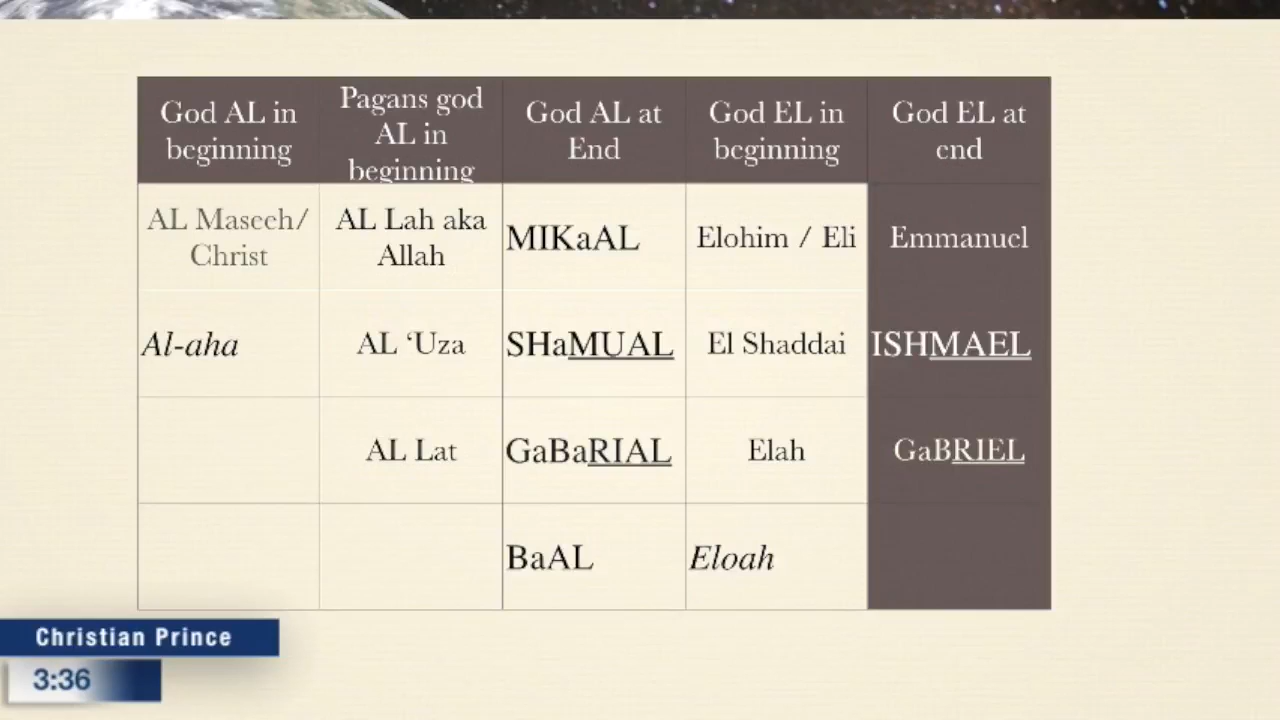 God AL in
beginning
Pagans god
AL in
beginning
God AL at
End
God EL in
beginning
God EL at
end
AL Maseeh/
Christ
AL Lah aka
Allah
MIKaAL
Elohim / Eli
Emmanuel
Al-aha
AL ‘Uza
SHaMUAL
El Shaddai
ISHMAEL
AL Lat
GaBaRIAL
Elah
GaBRIEL
BaAL
Eloah
Christian Prince
3:36